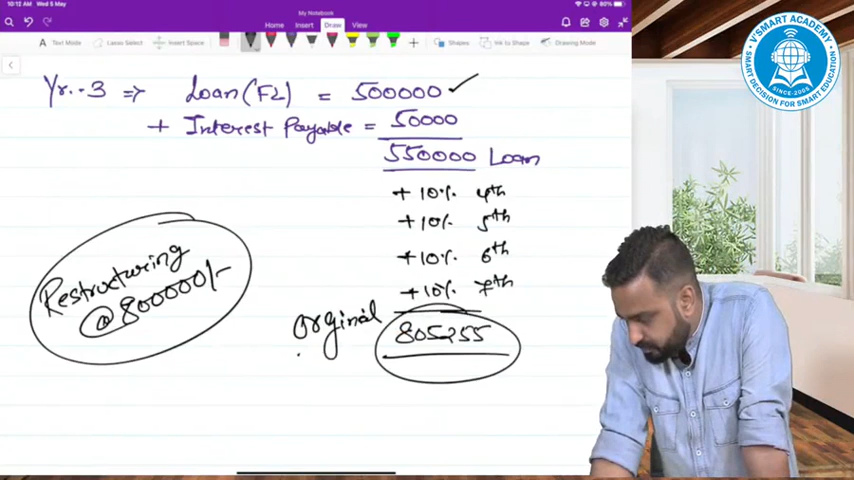 10:12 AM Wed 5 May
80%
My Notebook
Home Insert Draw View
Text Mode Lasso Select Insert Space Shapes Ink to Shape Drawing Mode
Yr.-3 => Loan (FL) = 500000 ✓
+ Interest Payable = 50000
550000 Loan
+ 10% 4th
+ 10% 5th
+ 10% 6th
+ 10% 7th
Restructuring
@ 800000/-
Orginal 805255
V'SMART ACADEMY
SINCE-2005
SMART DECISION FOR SMART EDUCATION